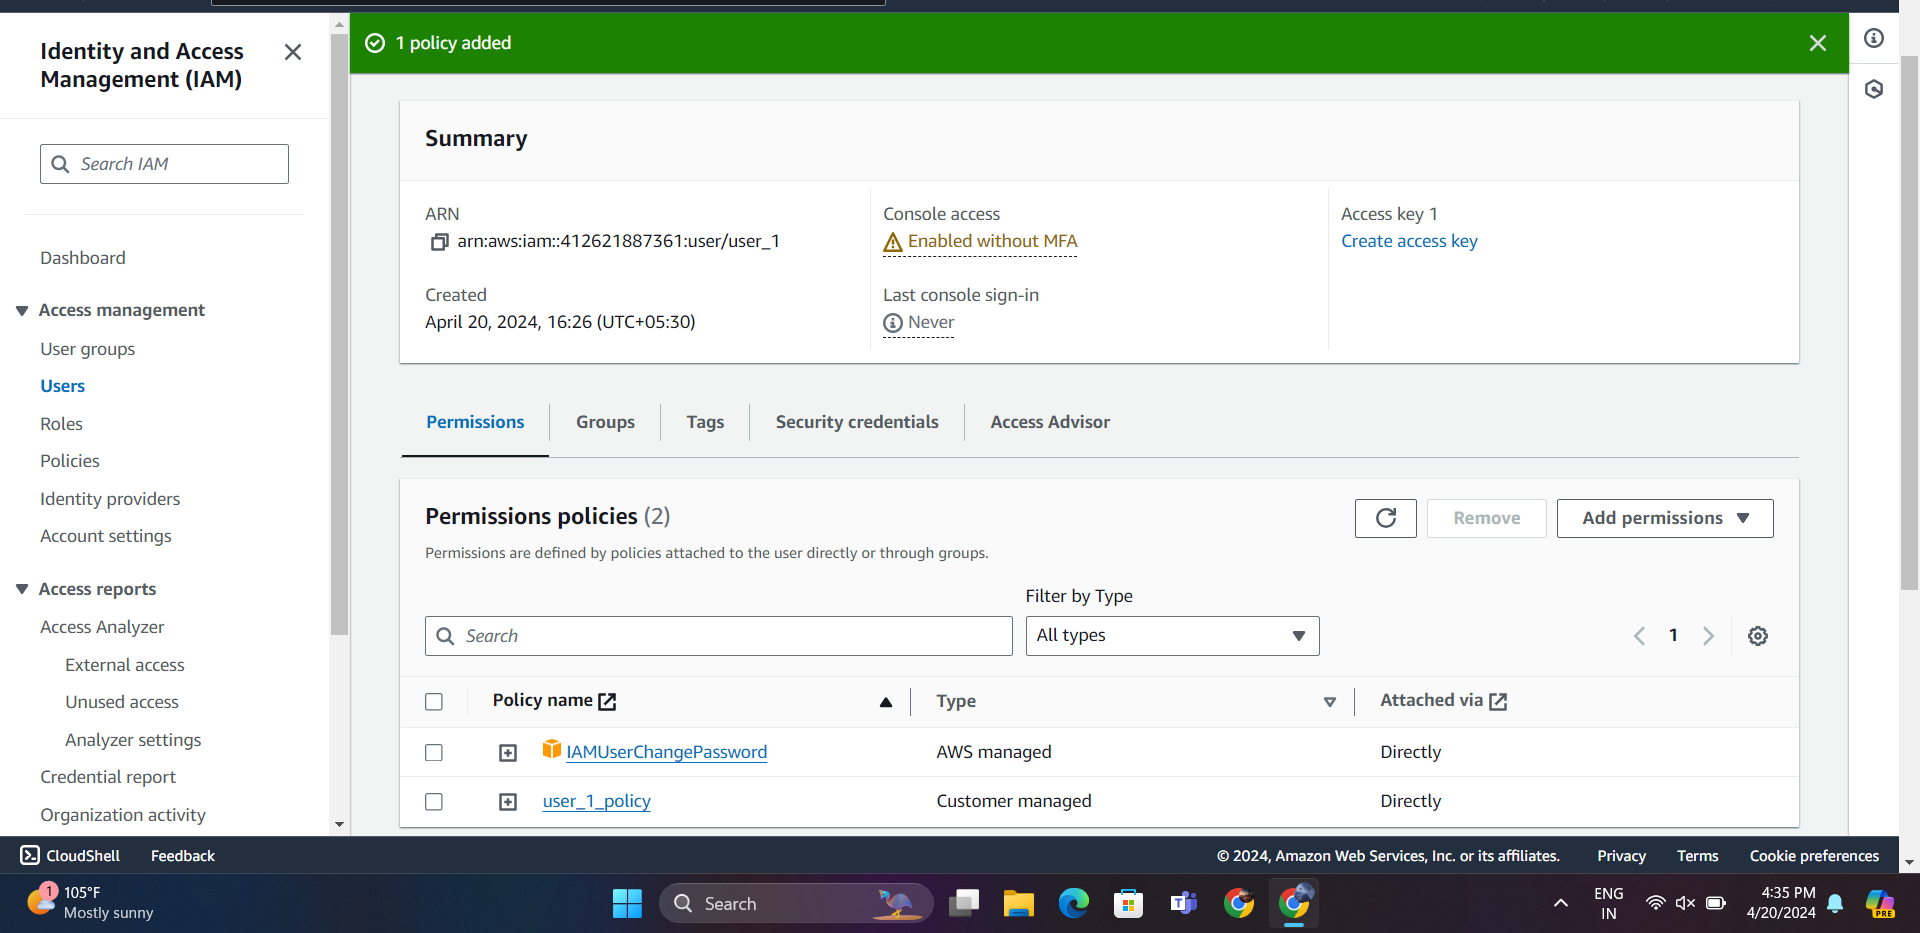 Identity and Access
Management (IAM)
Search IAM
Dashboard
Access management
User groups
Users
Roles
Policies
Identity providers
Account settings
Access reports
Access Analyzer
External access
Unused access
Analyzer settings
Credential report
Organization activity
1 policy added
Summary
ARN
arn:aws:iam::412621887361:user/user_1
Console access
Enabled without MFA
Access key 1
Create access key
Created
April 20, 2024, 16:26 (UTC+05:30)
Last console sign-in
Never
Permissions Groups Tags Security credentials Access Advisor
Permissions policies (2)
Remove
Add permissions
Permissions are defined by policies attached to the user directly or through groups.
Filter by Type
Search
All types
1
Policy name Type Attached via
IAMUserChangePassword AWS managed Directly
user_1_policy Customer managed Directly
CloudShell Feedback © 2024, Amazon Web Services, Inc. or its affiliates. Privacy Terms Cookie preferences
1
105°F
Mostly sunny
Search
ENG
IN
4:35 PM
4/20/2024
PRE